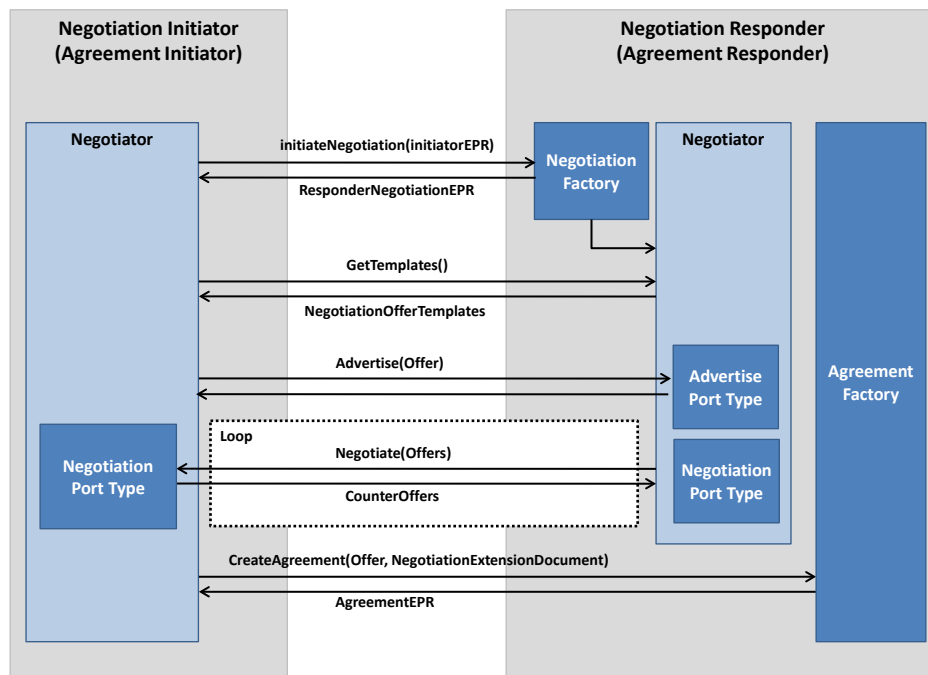 Negotiation Initiator
(Agreement Initiator)
Negotiation Responder
(Agreement Responder)
Negotiator
Negotiator
initiateNegotiation(initiatorEPR)
ResponderNegotiationEPR
Negotiation
Factory
GetTemplates()
NegotiationOfferTemplates
Advertise(Offer)
Advertise
Port Type
Agreement
Factory
Loop
Negotiate(Offers)
CounterOffers
Negotiation
Port Type
Negotiation
Port Type
CreateAgreement(Offer, NegotiationExtensionDocument)
AgreementEPR